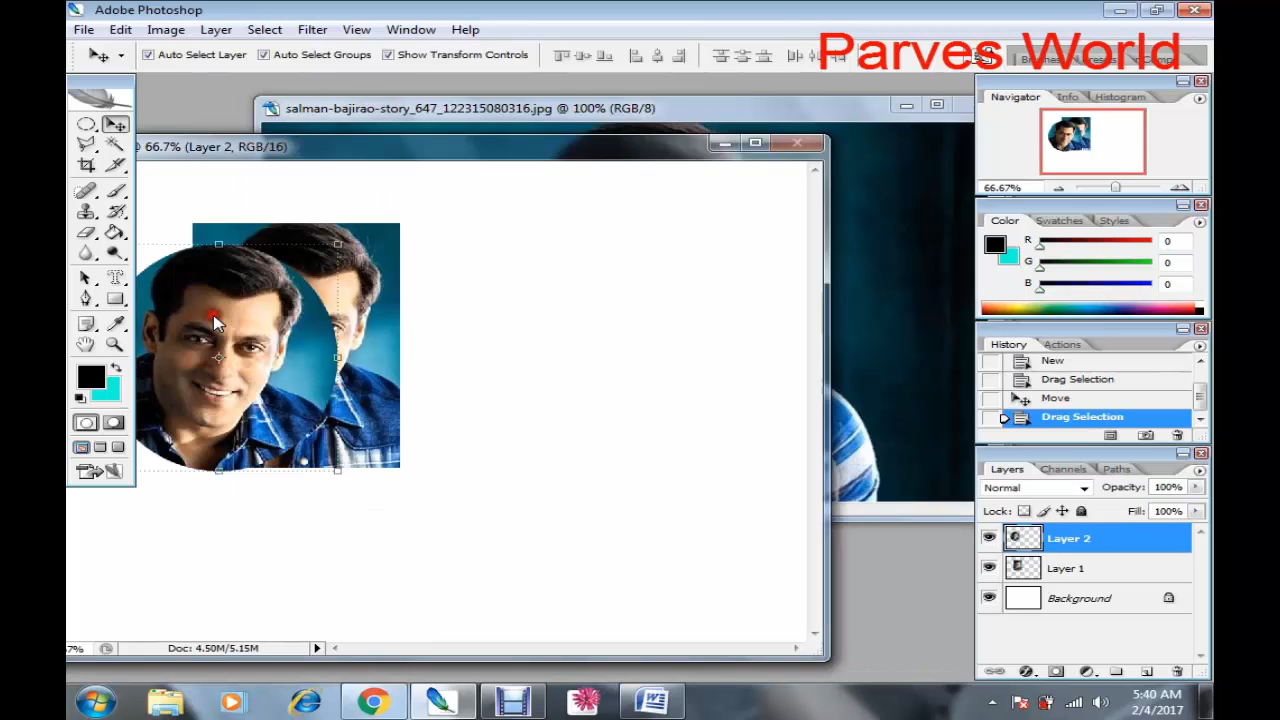 Adobe Photoshop
File Edit Image Layer Select Filter View Window Help
Auto Select Layer Auto Select Groups Show Transform Controls
Parves World
salman-bajirao-story_647_122315080316.jpg @ 100% (RGB/8)
@ 66.7% (Layer 2, RGB/16)
Navigator Info Histogram
66.67%
Color Swatches Styles
R 0
G 0
B 0
History Actions
New
Drag Selection
Move
Drag Selection
Layers Channels Paths
Normal Opacity: 100%
Lock: Fill: 100%
Layer 2
Layer 1
Background
Doc: 4.50M/5.15M
5:40 AM
2/4/2017